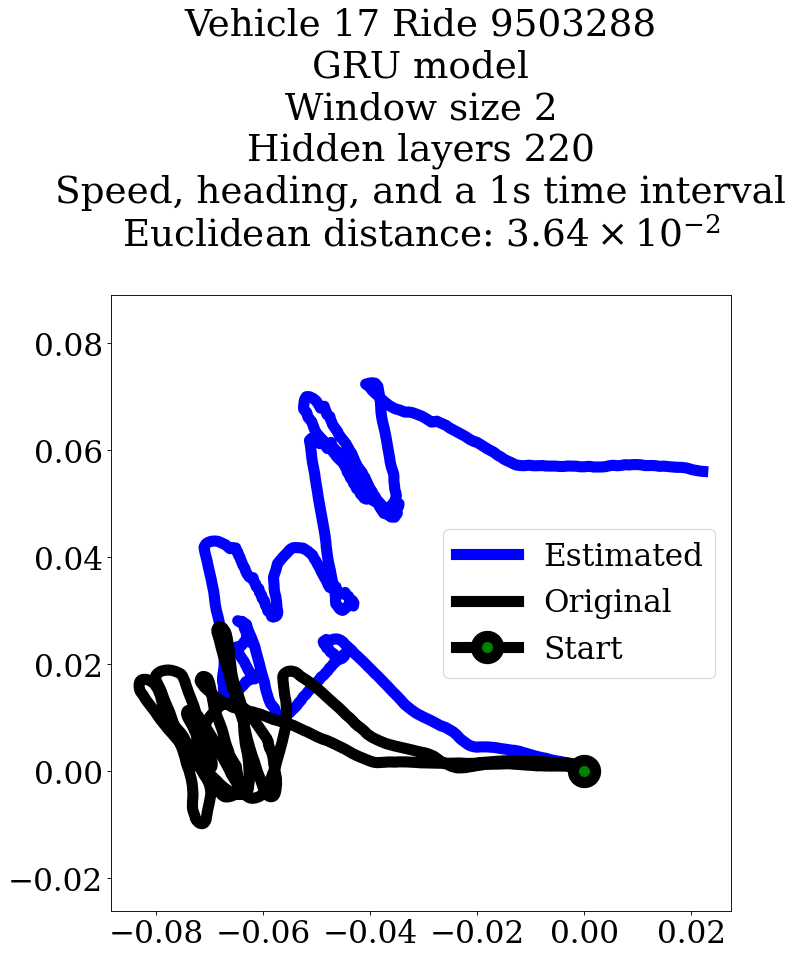 Vehicle 17 Ride 9503288
GRU model
Window size 2
Hidden layers 220
Speed, heading, and a 1s time interval
Euclidean distance: 3.64 × 10⁻²
0.08
0.06
0.04
0.02
0.00
−0.02
Estimated
Original
Start
−0.08 −0.06 −0.04 −0.02 0.00 0.02